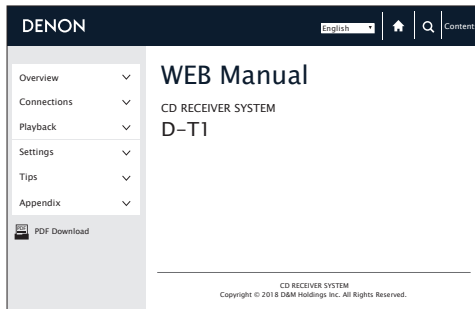 DENON
English
Content
Overview
Connections
Playback
Settings
Tips
Appendix
PDF
PDF Download
WEB Manual
CD RECEIVER SYSTEM
D-T1
CD RECEIVER SYSTEM
Copyright © 2018 D&M Holdings Inc. All Rights Reserved.